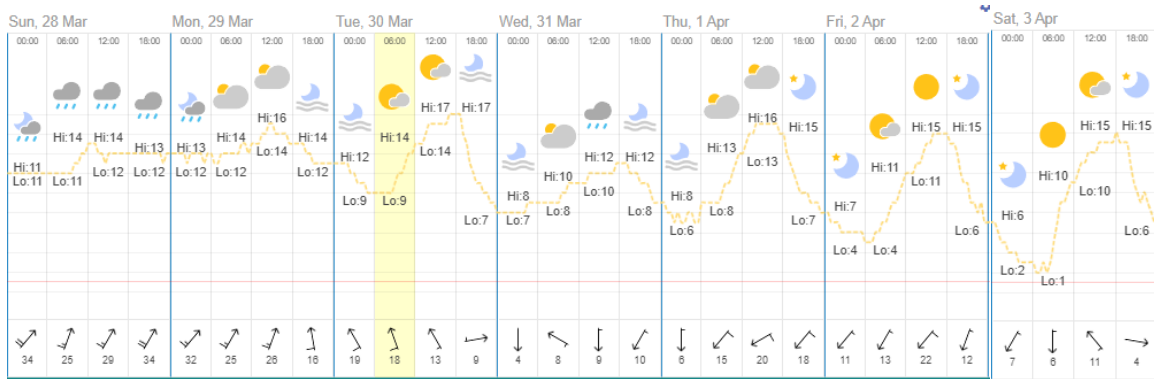 Sun, 28 Mar Mon, 29 Mar Tue, 30 Mar Wed, 31 Mar Thu, 1 Apr Fri, 2 Apr Sat, 3 Apr
00:00 06:00 12:00 18:00 00:00 06:00 12:00 18:00 00:00 06:00 12:00 18:00 00:00 06:00 12:00 18:00 00:00 06:00 12:00 18:00 00:00 06:00 12:00 18:00 00:00 06:00 12:00 18:00
Hi:11 Hi:14 Hi:14 Hi:13 Hi:13 Hi:14 Hi:16 Hi:14 Hi:12 Hi:14 Hi:17 Hi:17 Hi:8 Hi:10 Hi:12 Hi:12 Hi:8 Hi:13 Hi:16 Hi:15 Hi:7 Hi:11 Hi:15 Hi:15 Hi:6 Hi:10 Hi:15 Hi:15
Lo:11 Lo:11 Lo:12 Lo:12 Lo:12 Lo:12 Lo:14 Lo:12 Lo:9 Lo:9 Lo:14 Lo:7 Lo:7 Lo:8 Lo:10 Lo:8 Lo:6 Lo:8 Lo:13 Lo:7 Lo:4 Lo:4 Lo:11 Lo:6 Lo:2 Lo:1 Lo:10 Lo:6
34 25 29 34 32 25 26 16 19 18 13 9 4 8 9 10 6 15 20 18 11 13 22 12 7 6 11 4